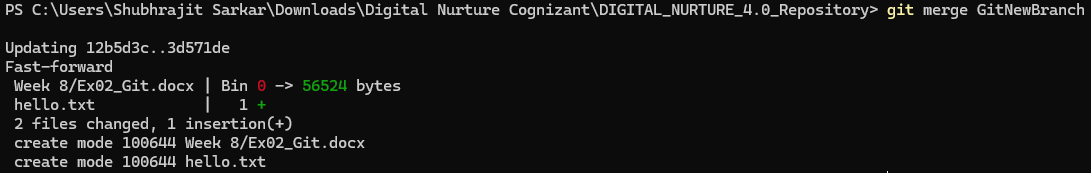 PS C:\Users\Shubhrajit Sarkar\Downloads\Digital Nurture Cognizant\DIGITAL_NURTURE_4.0_Repository> git merge GitNewBranch
Updating 12b5d3c..3d571de
Fast-forward
 Week 8/Ex02_Git.docx | Bin 0 -> 56524 bytes
 hello.txt            |   1 +
 2 files changed, 1 insertion(+)
 create mode 100644 Week 8/Ex02_Git.docx
 create mode 100644 hello.txt